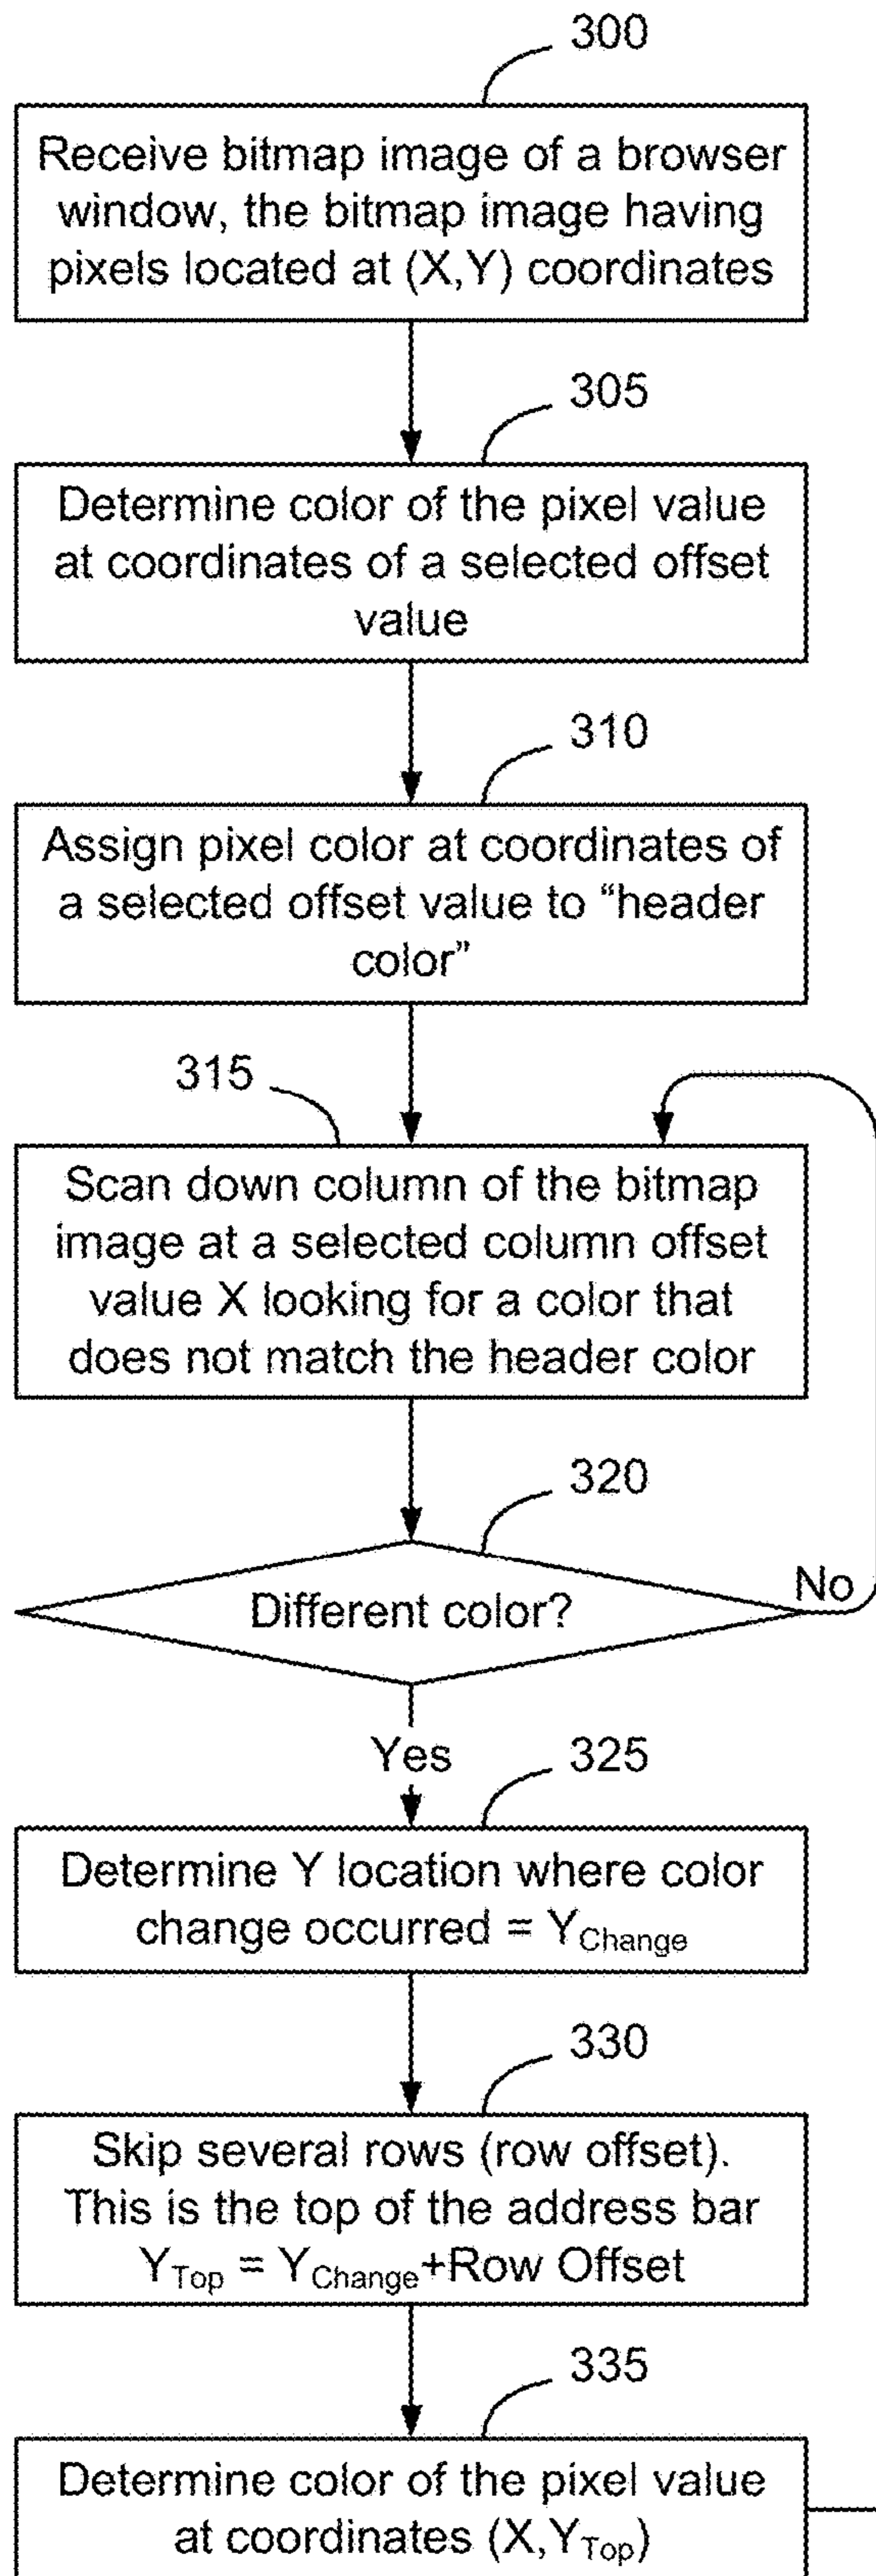 300
Receive bitmap image of a browser
window, the bitmap image having
pixels located at (X,Y) coordinates
305
Determine color of the pixel value
at coordinates of a selected offset
value
310
Assign pixel color at coordinates of
a selected offset value to “header
color”
315
Scan down column of the bitmap
image at a selected column offset
value X looking for a color that
does not match the header color
320
Different color?
No
Yes
325
Determine Y location where color
change occurred = YChange
330
Skip several rows (row offset).
This is the top of the address bar
YTop = YChange+Row Offset
335
Determine color of the pixel value
at coordinates (X,YTop)